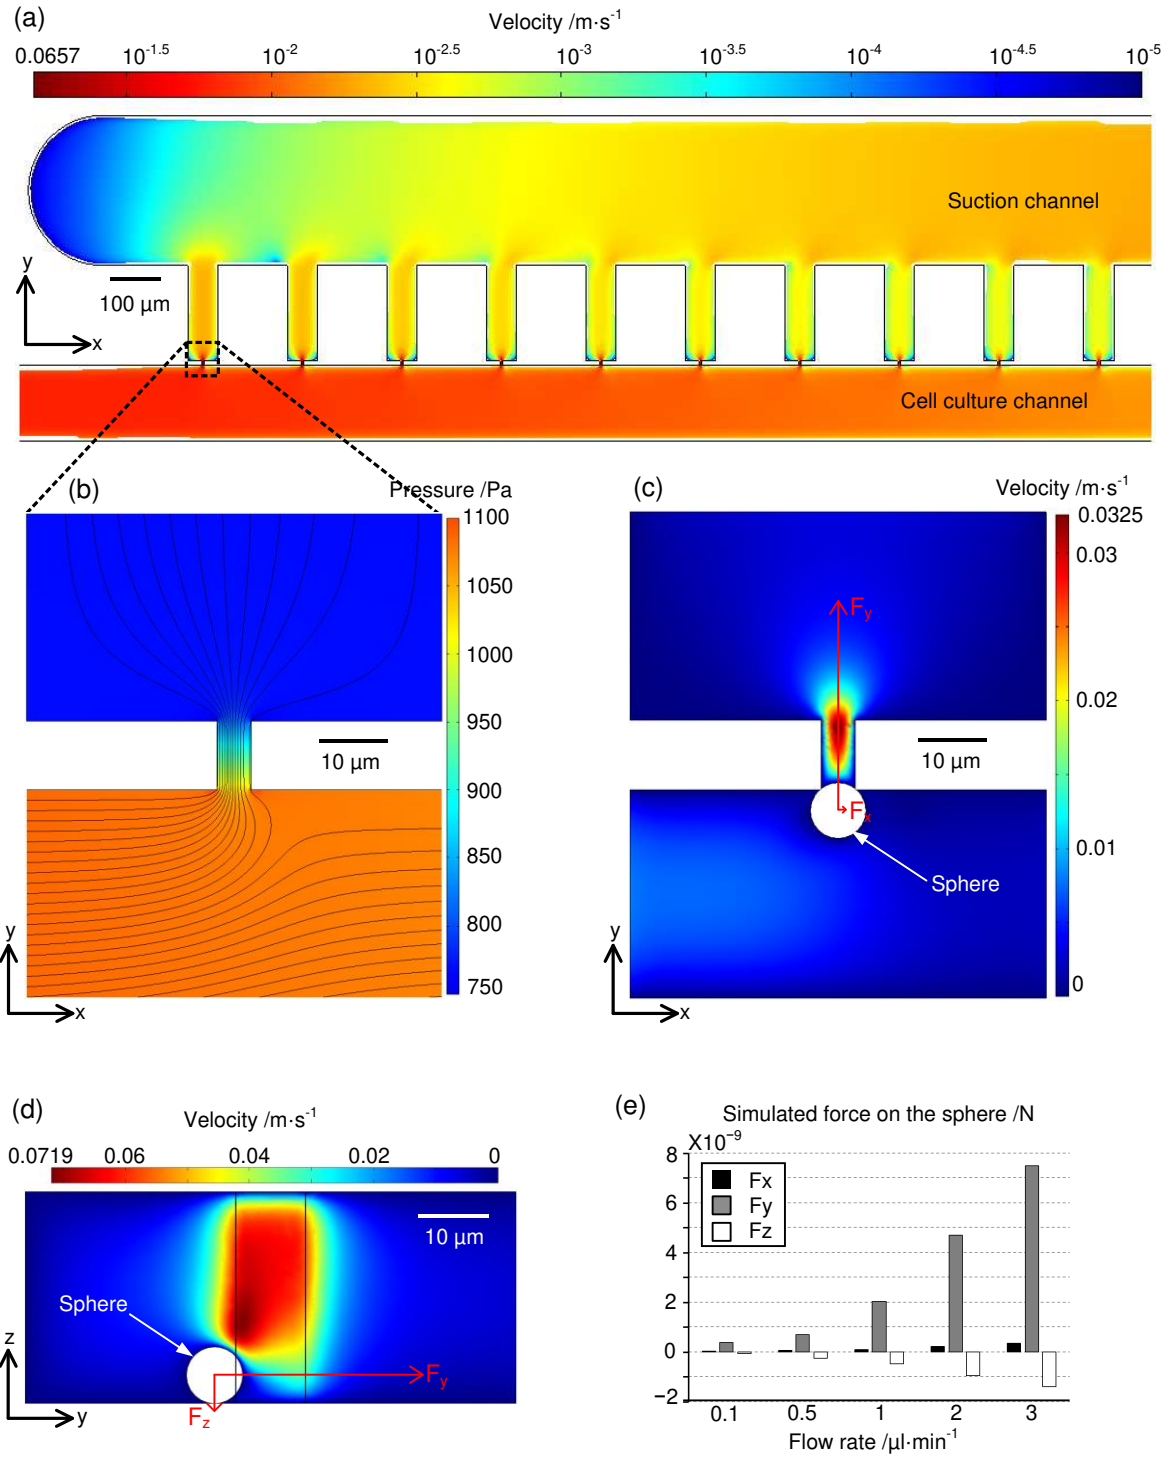 (a)
Velocity /m·s⁻¹
0.0657 10⁻¹·⁵ 10⁻² 10⁻²·⁵ 10⁻³ 10⁻³·⁵ 10⁻⁴ 10⁻⁴·⁵ 10⁻⁵
Suction channel
y
100 µm
x
Cell culture channel
(b)
Pressure /Pa
1100
1050
1000
950
900
850
800
750
10 µm
y
x
(c)
Velocity /m·s⁻¹
0.0325
0.03
0.02
0.01
0
Fy
10 µm
Fx
Sphere
y
x
(d)
Velocity /m·s⁻¹
0.0719 0.06 0.04 0.02 0
10 µm
Sphere
z
Fy
Fz
y
(e)
Simulated force on the sphere /N
X10⁻⁹
8
6
4
2
0
−2
Fx
Fy
Fz
0.1 0.5 1 2 3
Flow rate /µl·min⁻¹